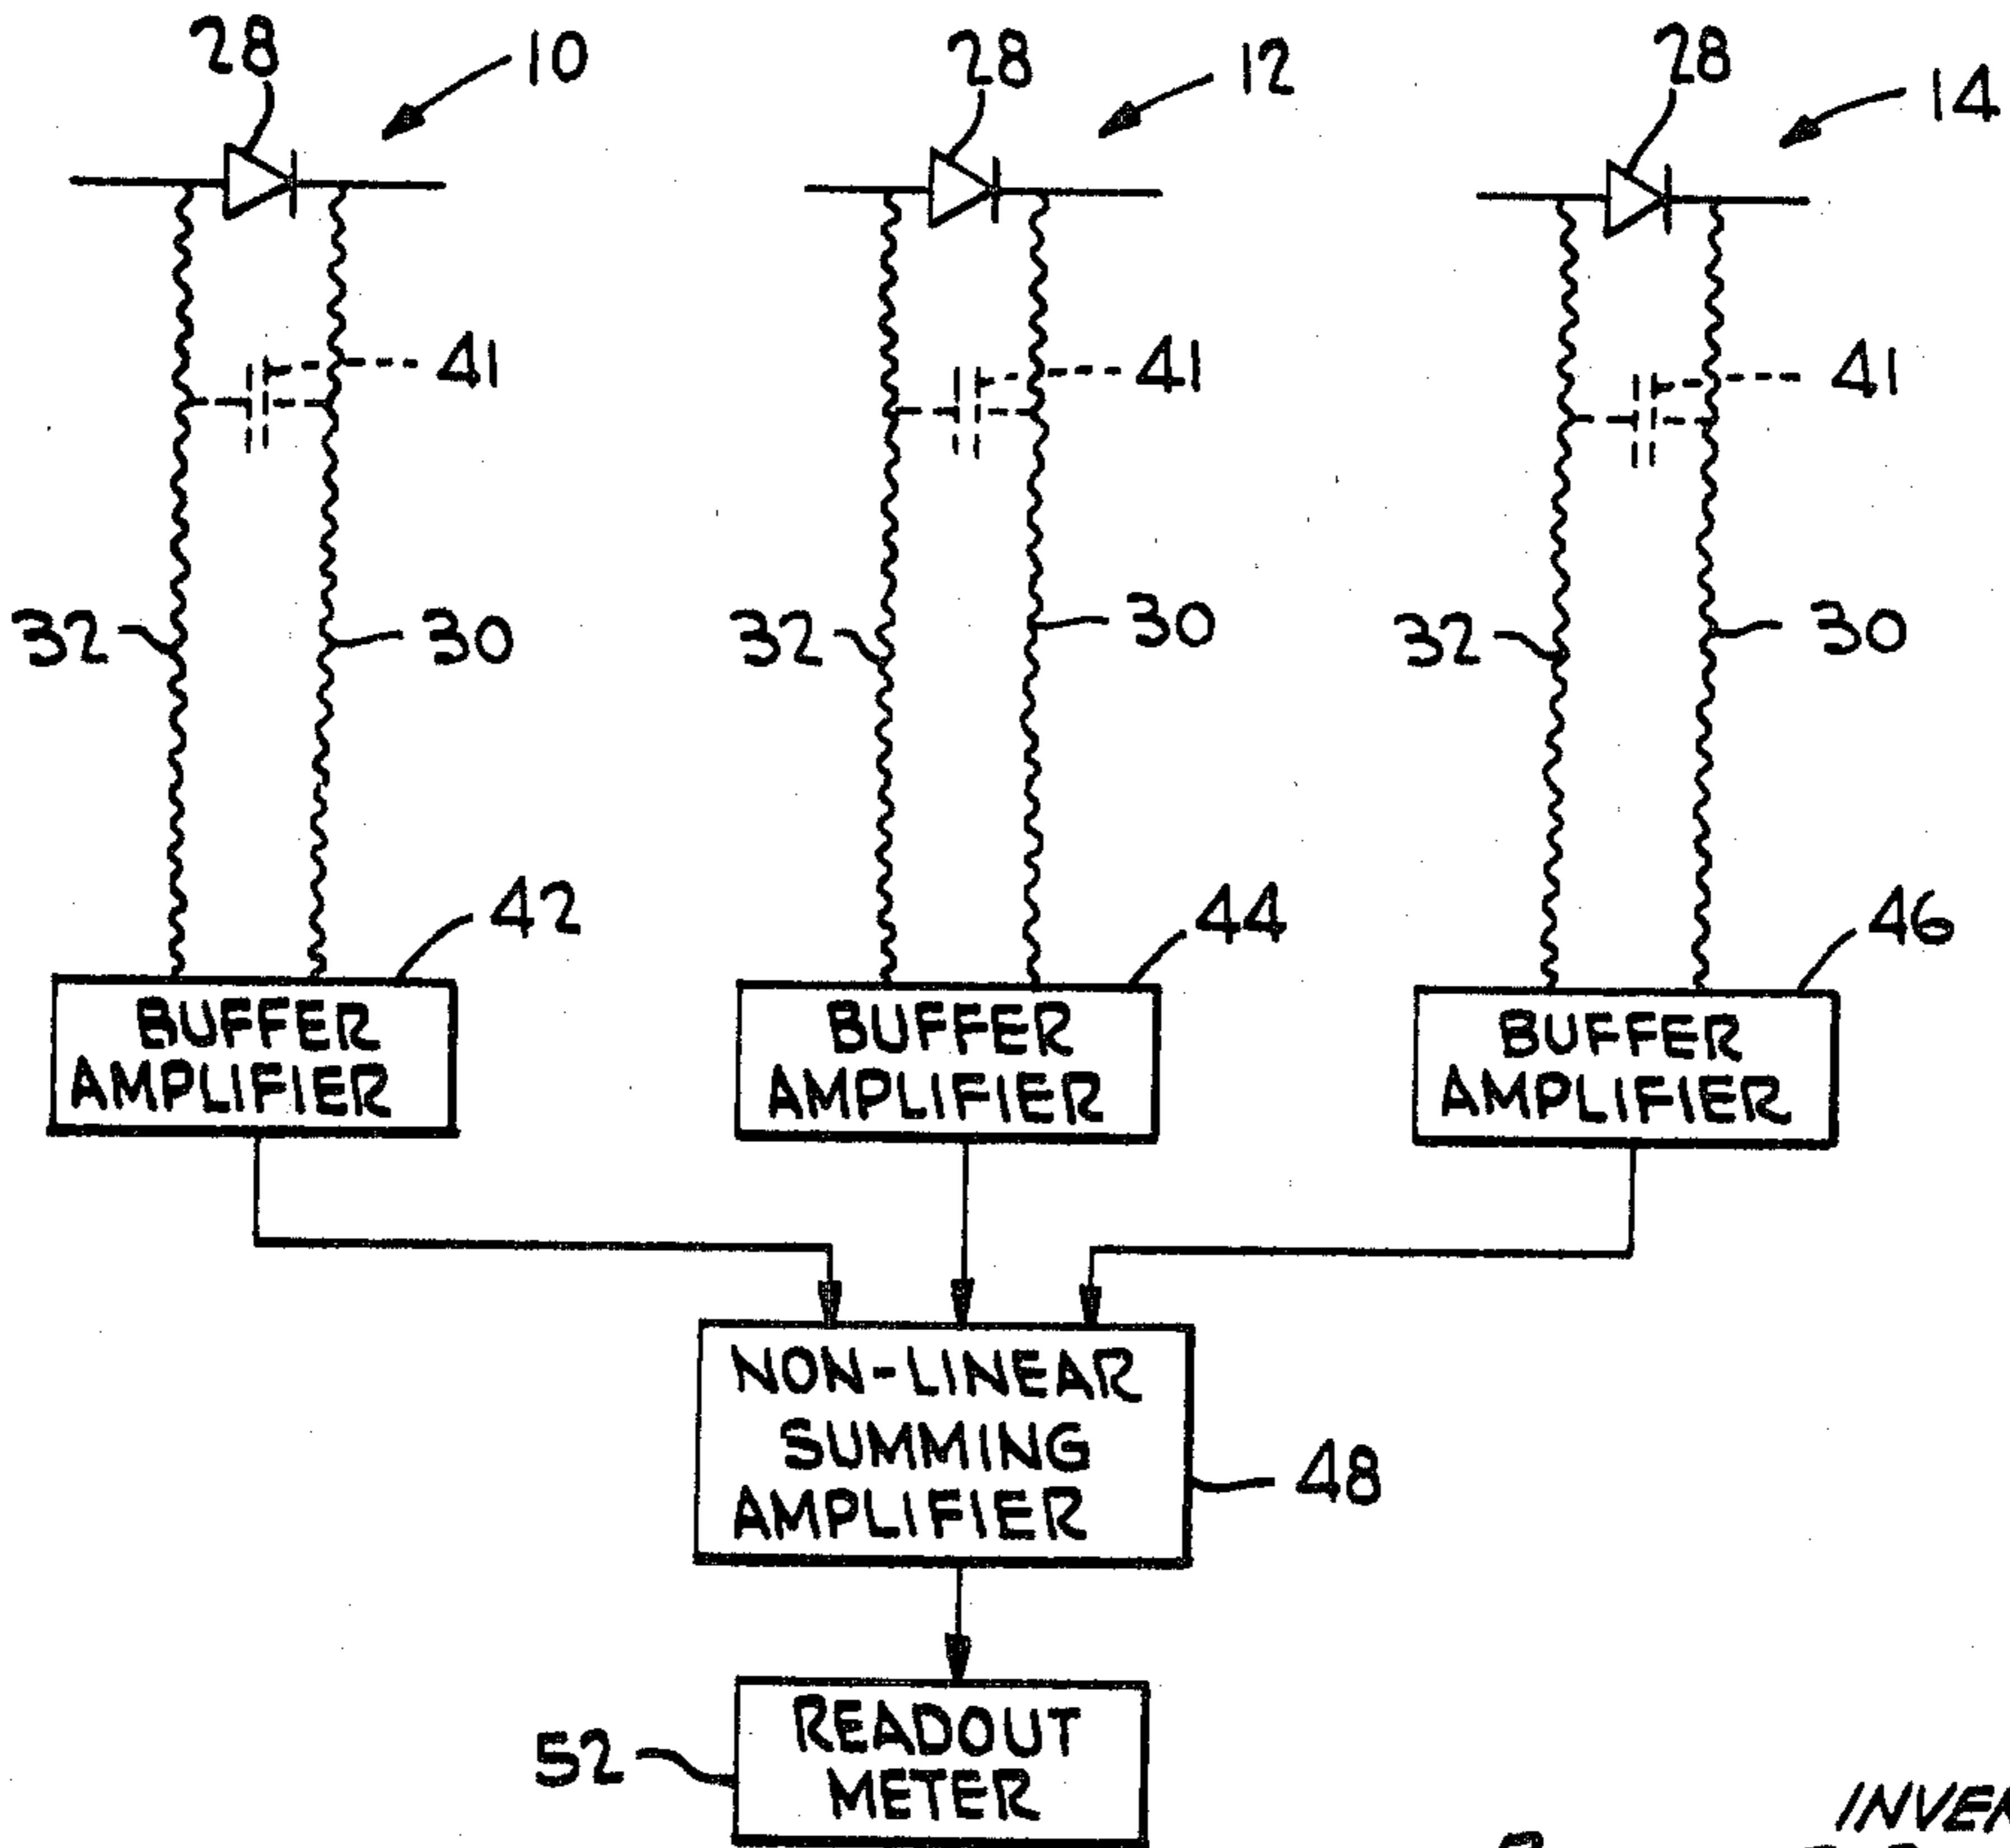 28 10 28 12 28 14
41 41 41
32 30 32 30 32 30
42 44 46
BUFFER
AMPLIFIER
BUFFER
AMPLIFIER
BUFFER
AMPLIFIER
NON-LINEAR
SUMMING
AMPLIFIER
48
52
READOUT
METER